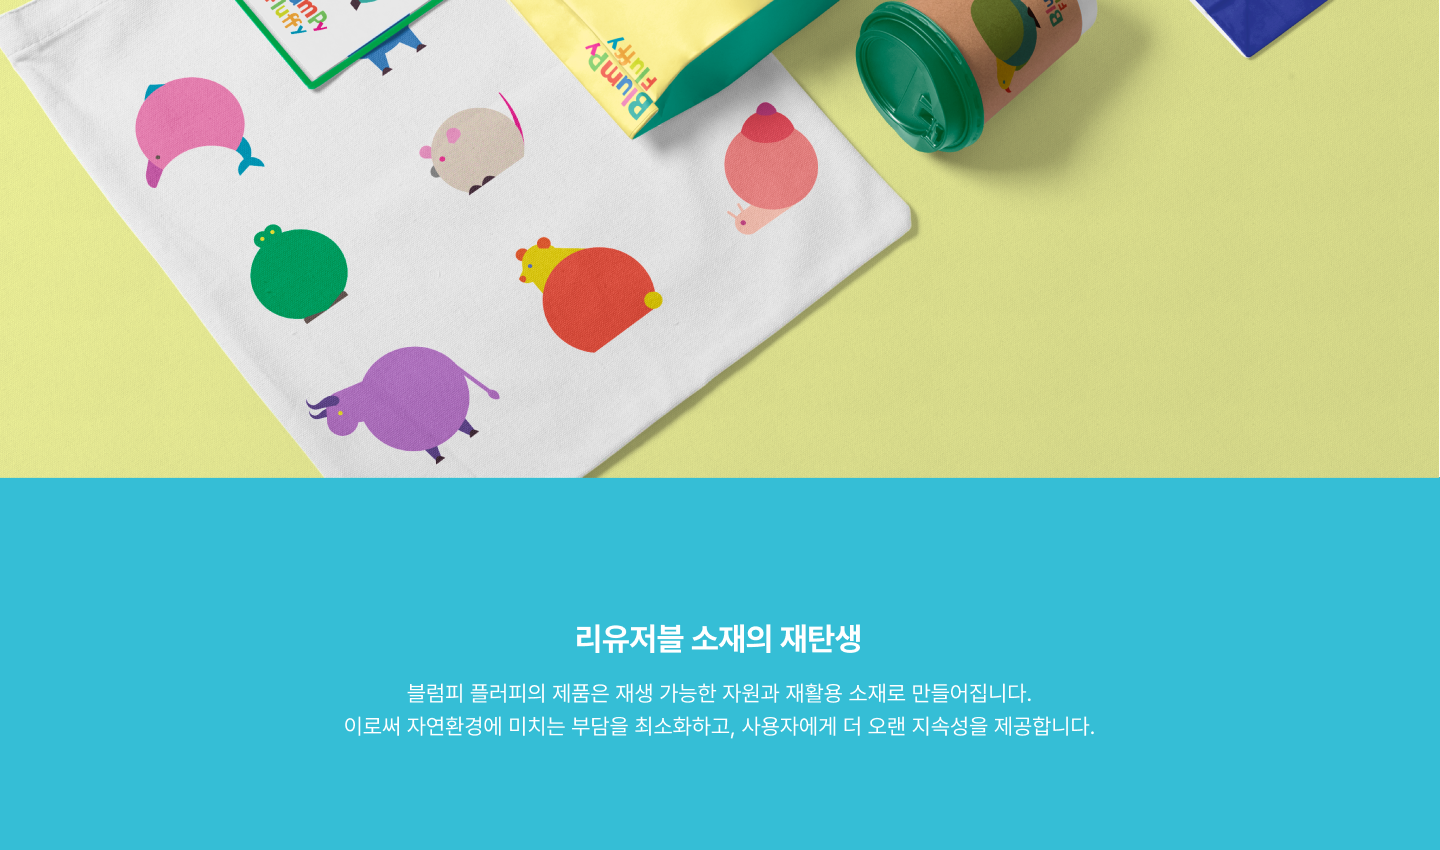 umPy
Fluffy
BlumPy
Fluffy
Blu
F
리유저블 소재의 재탄생
블럼피 플러피의 제품은 재생 가능한 자원과 재활용 소재로 만들어집니다.
이로써 자연환경에 미치는 부담을 최소화하고, 사용자에게 더 오랜 지속성을 제공합니다.